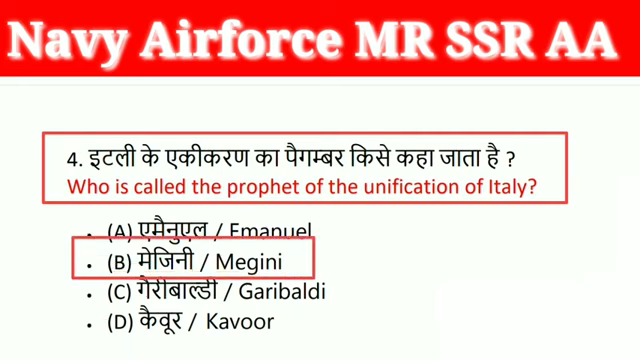 Navy Airforce MR SSR AA
4. इटली के एकीकरण का पैगम्बर किसे कहा जाता है ?
Who is called the prophet of the unification of Italy?
• (A) एमैनुएल / Emanuel
• (B) मेजिनी / Megini
• (C) गैरीबाल्डी / Garibaldi
• (D) कैवूर / Kavoor